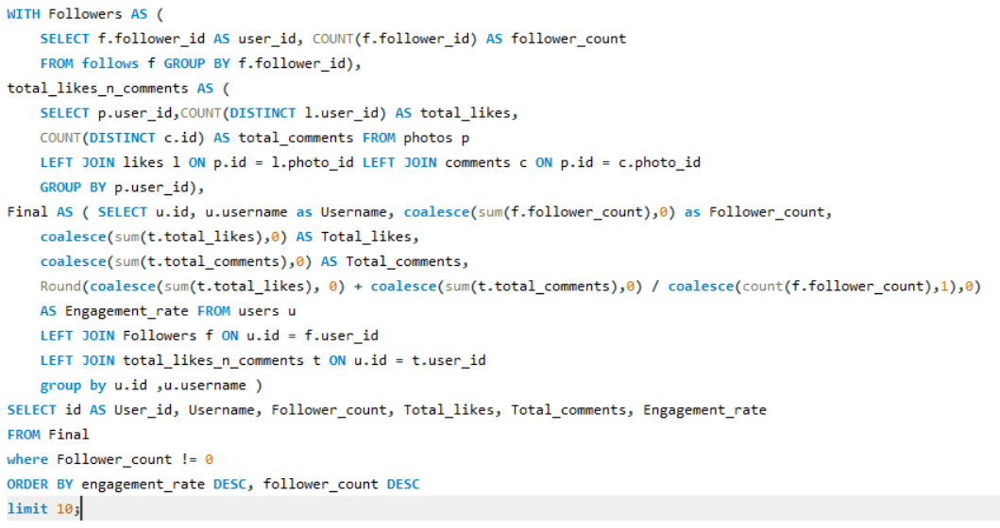 WITH Followers AS (
SELECT f.follower_id AS user_id, COUNT(f.follower_id) AS follower_count
FROM follows f GROUP BY f.follower_id),
total_likes_n_comments AS (
SELECT p.user_id,COUNT(DISTINCT l.user_id) AS total_likes,
COUNT(DISTINCT c.id) AS total_comments FROM photos p
LEFT JOIN likes l ON p.id = l.photo_id LEFT JOIN comments c ON p.id = c.photo_id
GROUP BY p.user_id),
Final AS ( SELECT u.id, u.username as Username, coalesce(sum(f.follower_count),0) as Follower_count,
coalesce(sum(t.total_likes),0) AS Total_likes,
coalesce(sum(t.total_comments),0) AS Total_comments,
Round(coalesce(sum(t.total_likes), 0) + coalesce(sum(t.total_comments),0) / coalesce(count(f.follower_count),1),0)
AS Engagement_rate FROM users u
LEFT JOIN Followers f ON u.id = f.user_id
LEFT JOIN total_likes_n_comments t ON u.id = t.user_id
group by u.id ,u.username )
SELECT id AS User_id, Username, Follower_count, Total_likes, Total_comments, Engagement_rate
FROM Final
where Follower_count != 0
ORDER BY engagement_rate DESC, follower_count DESC
limit 10;